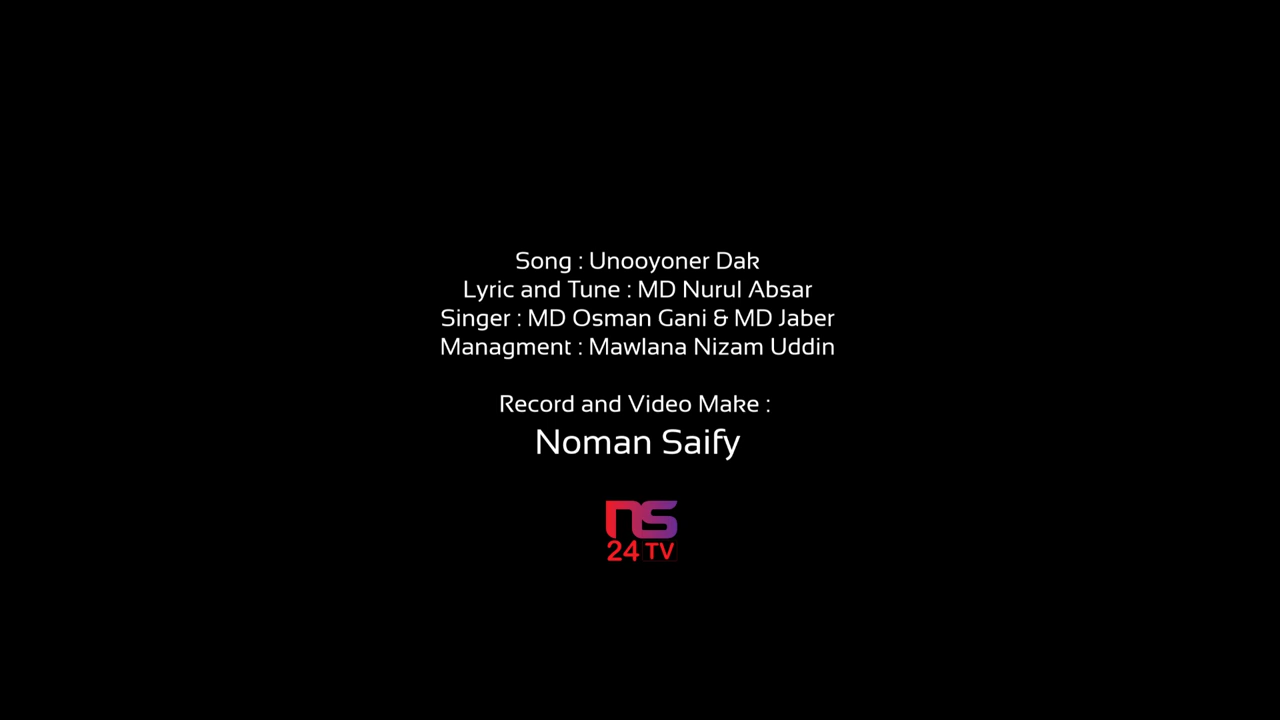 Song : Unooyoner Dak
Lyric and Tune : MD Nurul Absar
Singer : MD Osman Gani & MD Jaber
Managment : Mawlana Nizam Uddin
Record and Video Make :
Noman Saify
ns
24 TV